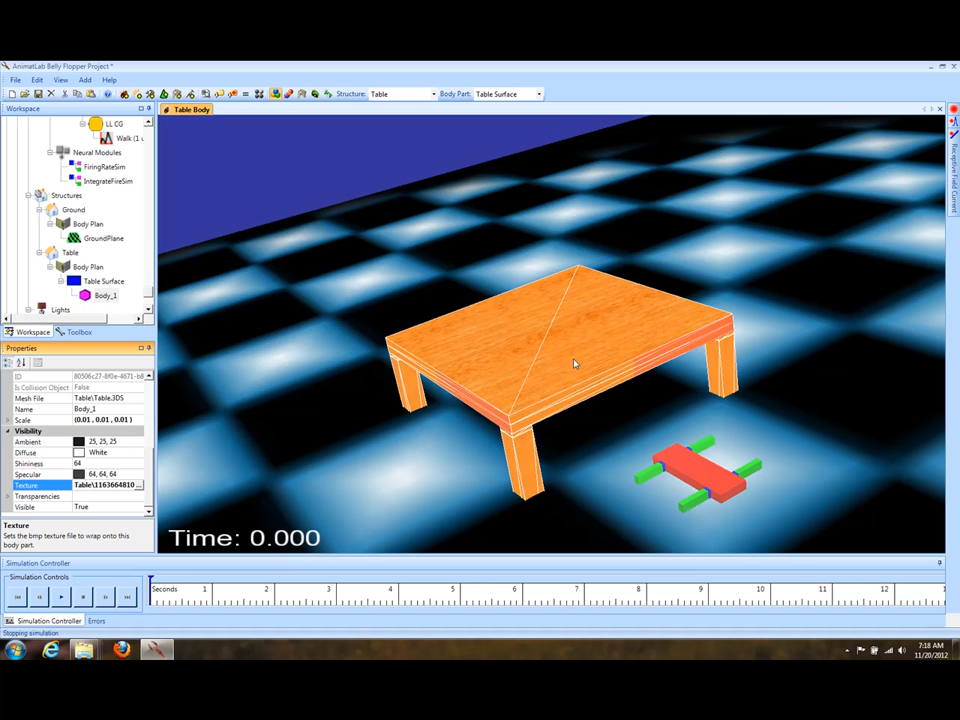 AnimatLab Belly Flopper Project *
File Edit View Add Help
Structure: Table Body Part: Table Surface
Workspace
Table Body
LL CG
Walk (1
Neural Modules
FiringRateSim
IntegrateFireSim
Structures
Ground
Body Plan
GroundPlane
Table
Body Plan
Table Surface
Body_1
Lights
Workspace Toolbox
Properties
ID 80506c27-8f0e-4671-b8
Is Collision Object False
Mesh File Table\Table.3DS
Name Body_1
Scale (0.01 , 0.01 , 0.01)
Visibility
Ambient 25, 25, 25
Diffuse White
Shininess 64
Specular 64, 64, 64
Texture Table\1163664810 ...
Transparencies
Visible True
Texture
Sets the bmp texture file to wrap onto this
body part.
Receptive Field Current
Time: 0.000
Simulation Controller
Simulation Controls
Seconds 1 2 3 4 5 6 7 8 9 10 11 12
Simulation Controller Errors
Stopping simulation
7:18 AM
11/20/2012